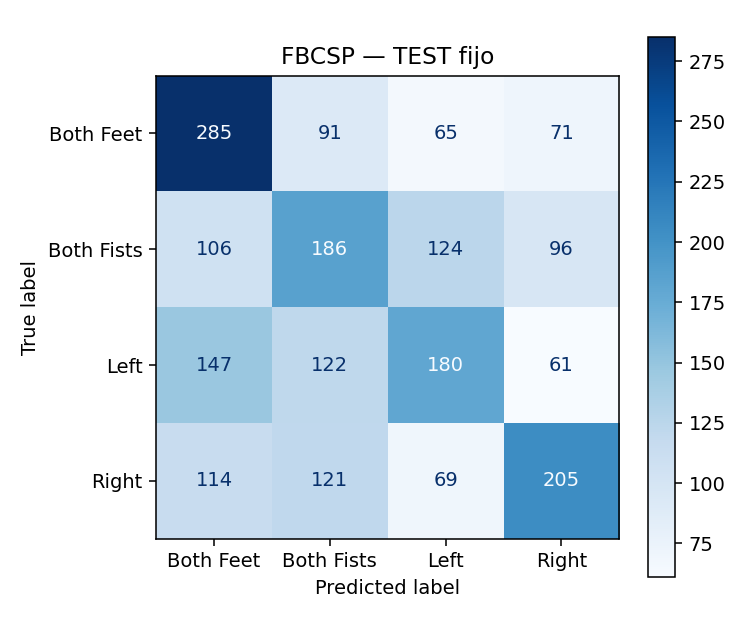 FBCSP — TEST fijo
275
250
225
200
175
150
125
100
75
True label
Both Feet 285 91 65 71
Both Fists 106 186 124 96
Left 147 122 180 61
Right 114 121 69 205
Both Feet Both Fists Left Right
Predicted label